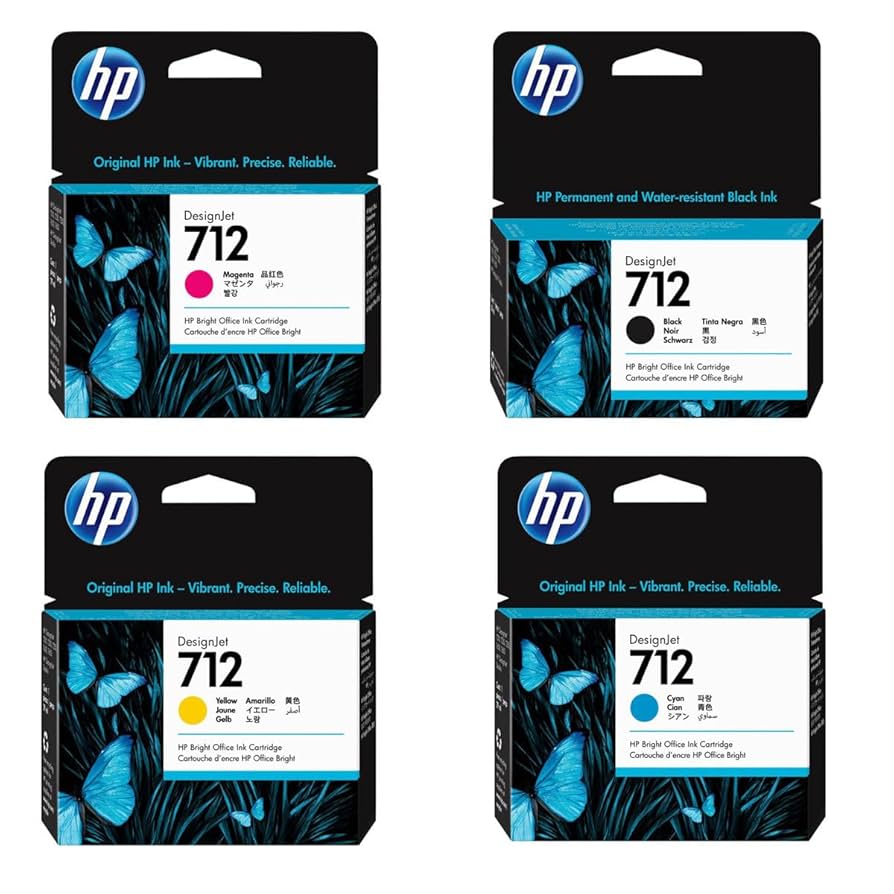 hp
Original HP Ink – Vibrant. Precise. Reliable.
DesignJet
712
Magenta 品红色
マゼンタ رجواني
빨강
HP Bright Office Ink Cartridge
Cartouche d'encre HP Office Bright
hp
HP Permanent and Water-resistant Black Ink
DesignJet
712
Black Tinta Negra 黑色
Noir 黒 أسود
Schwarz 검정
HP Bright Office Ink Cartridge
Cartouche d'encre HP Office Bright
hp
Original HP Ink – Vibrant. Precise. Reliable.
DesignJet
712
Yellow Amarillo 黄色
Jaune イエロー أصفر
Gelb 노랑
HP Bright Office Ink Cartridge
Cartouche d'encre HP Office Bright
hp
Original HP Ink – Vibrant. Precise. Reliable.
DesignJet
712
Cyan 파랑
Cian 青色
シアン سماوي
HP Bright Office Ink Cartridge
Cartouche d'encre HP Office Bright